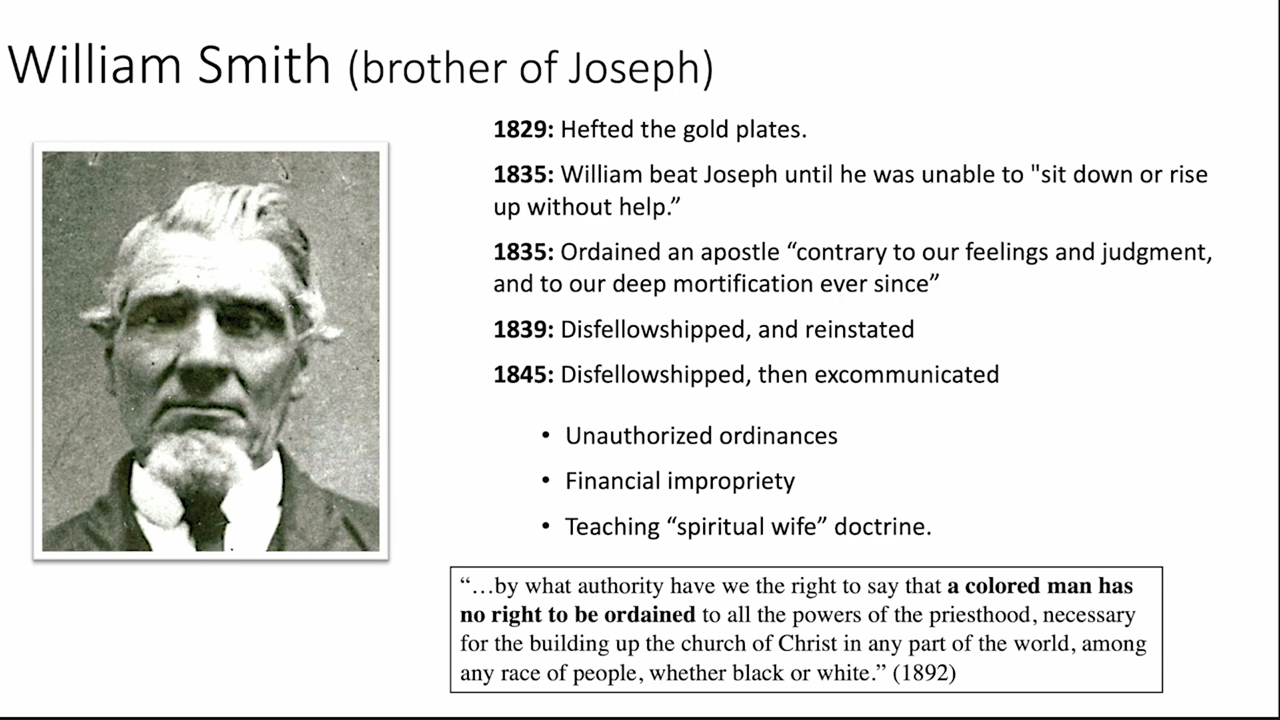 William Smith (brother of Joseph)
1829: Hefted the gold plates.
1835: William beat Joseph until he was unable to "sit down or rise
up without help.”
1835: Ordained an apostle “contrary to our feelings and judgment,
and to our deep mortification ever since”
1839: Disfellowshipped, and reinstated
1845: Disfellowshipped, then excommunicated
• Unauthorized ordinances
• Financial impropriety
• Teaching “spiritual wife” doctrine.
“…by what authority have we the right to say that a colored man has
no right to be ordained to all the powers of the priesthood, necessary
for the building up the church of Christ in any part of the world, among
any race of people, whether black or white.” (1892)